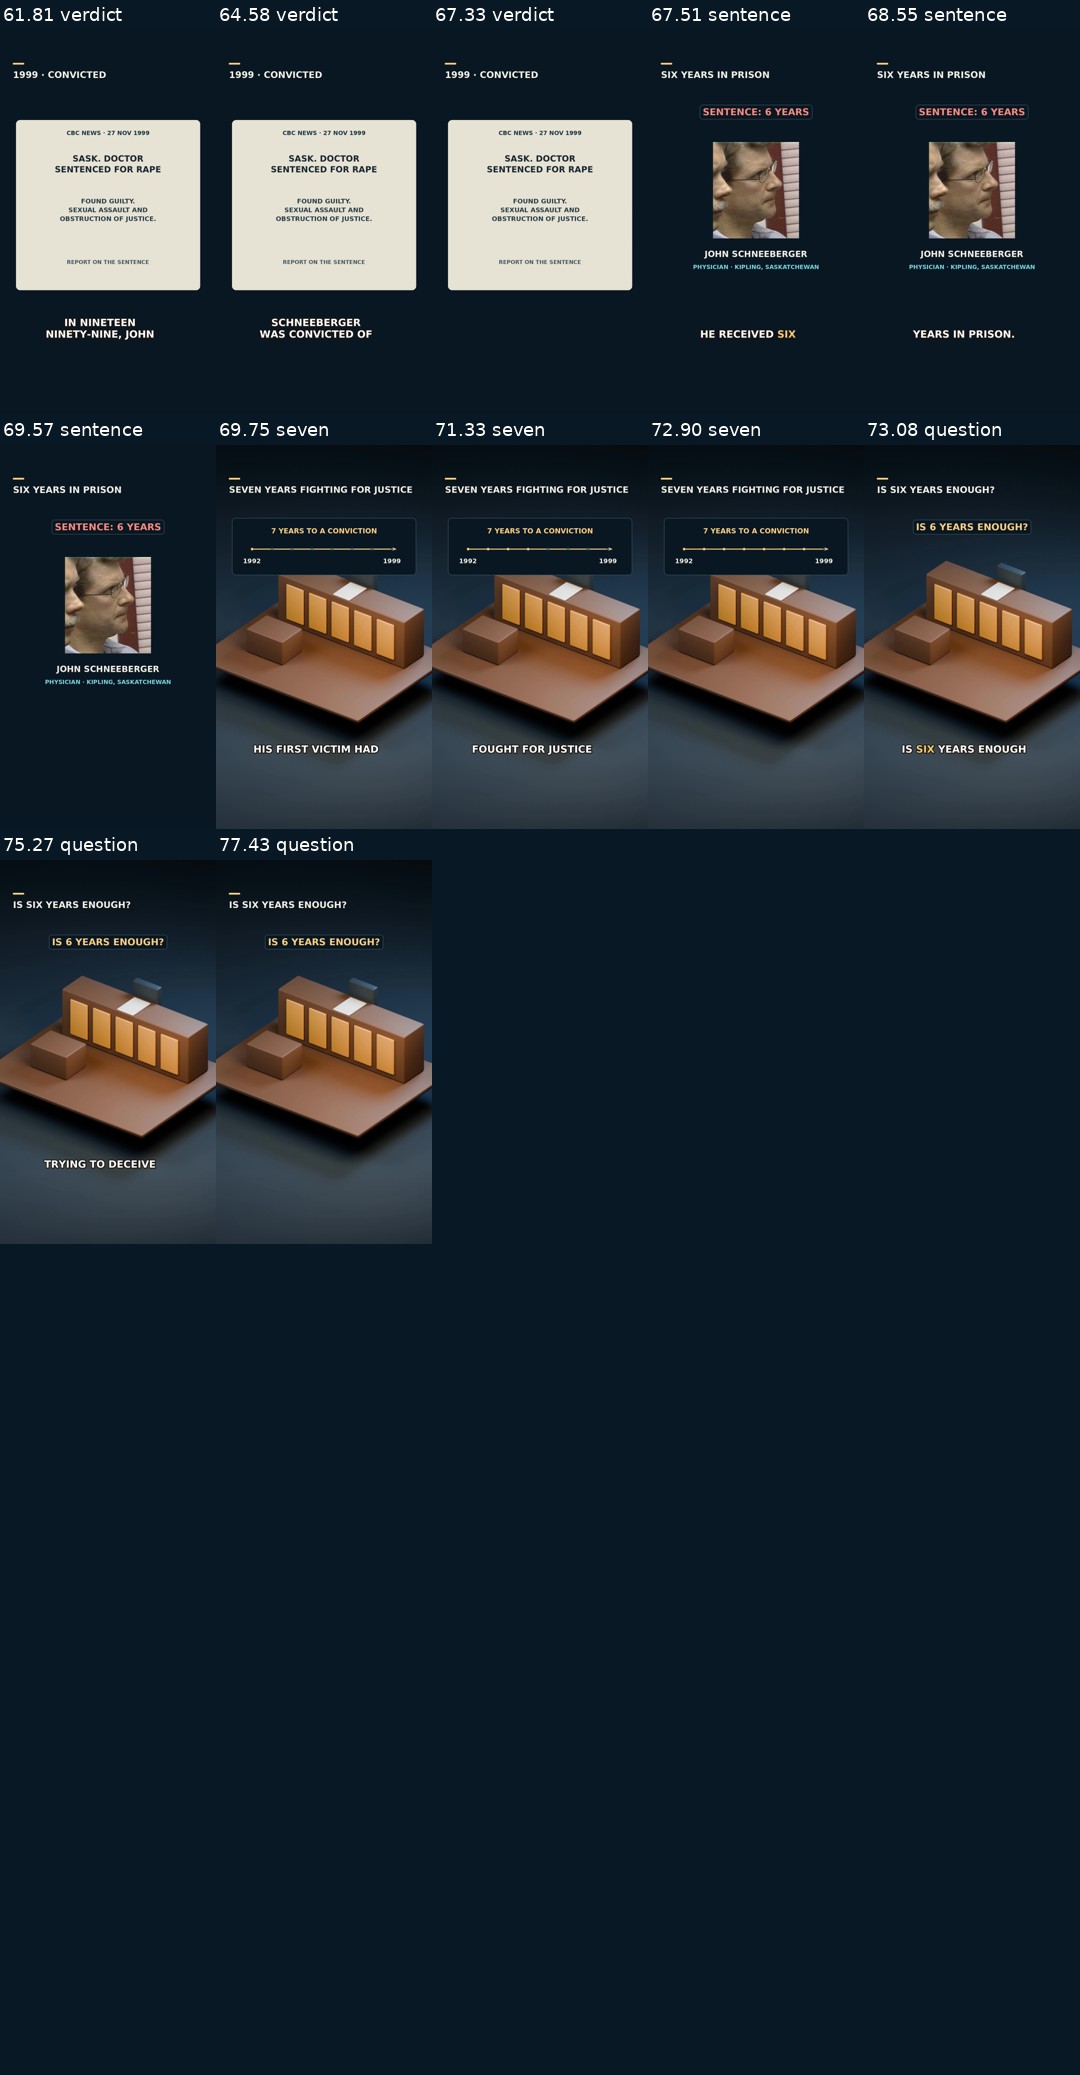 61.81 verdict
1999 · CONVICTED
CBC NEWS · 27 NOV 1999
SASK. DOCTOR
SENTENCED FOR RAPE
FOUND GUILTY.
SEXUAL ASSAULT AND
OBSTRUCTION OF JUSTICE.
REPORT ON THE SENTENCE
IN NINETEEN
NINETY-NINE, JOHN
64.58 verdict
1999 · CONVICTED
CBC NEWS · 27 NOV 1999
SASK. DOCTOR
SENTENCED FOR RAPE
FOUND GUILTY.
SEXUAL ASSAULT AND
OBSTRUCTION OF JUSTICE.
REPORT ON THE SENTENCE
SCHNEEBERGER
WAS CONVICTED OF
67.33 verdict
1999 · CONVICTED
CBC NEWS · 27 NOV 1999
SASK. DOCTOR
SENTENCED FOR RAPE
FOUND GUILTY.
SEXUAL ASSAULT AND
OBSTRUCTION OF JUSTICE.
REPORT ON THE SENTENCE
67.51 sentence
SIX YEARS IN PRISON
SENTENCE: 6 YEARS
JOHN SCHNEEBERGER
PHYSICIAN · KIPLING, SASKATCHEWAN
HE RECEIVED SIX
68.55 sentence
SIX YEARS IN PRISON
SENTENCE: 6 YEARS
JOHN SCHNEEBERGER
PHYSICIAN · KIPLING, SASKATCHEWAN
YEARS IN PRISON.
69.57 sentence
SIX YEARS IN PRISON
SENTENCE: 6 YEARS
JOHN SCHNEEBERGER
PHYSICIAN · KIPLING, SASKATCHEWAN
69.75 seven
SEVEN YEARS FIGHTING FOR JUSTICE
7 YEARS TO A CONVICTION
1992 1999
HIS FIRST VICTIM HAD
71.33 seven
SEVEN YEARS FIGHTING FOR JUSTICE
7 YEARS TO A CONVICTION
1992 1999
FOUGHT FOR JUSTICE
72.90 seven
SEVEN YEARS FIGHTING FOR JUSTICE
7 YEARS TO A CONVICTION
1992 1999
73.08 question
IS SIX YEARS ENOUGH?
IS 6 YEARS ENOUGH?
IS SIX YEARS ENOUGH
75.27 question
IS SIX YEARS ENOUGH?
IS 6 YEARS ENOUGH?
TRYING TO DECEIVE
77.43 question
IS SIX YEARS ENOUGH?
IS 6 YEARS ENOUGH?